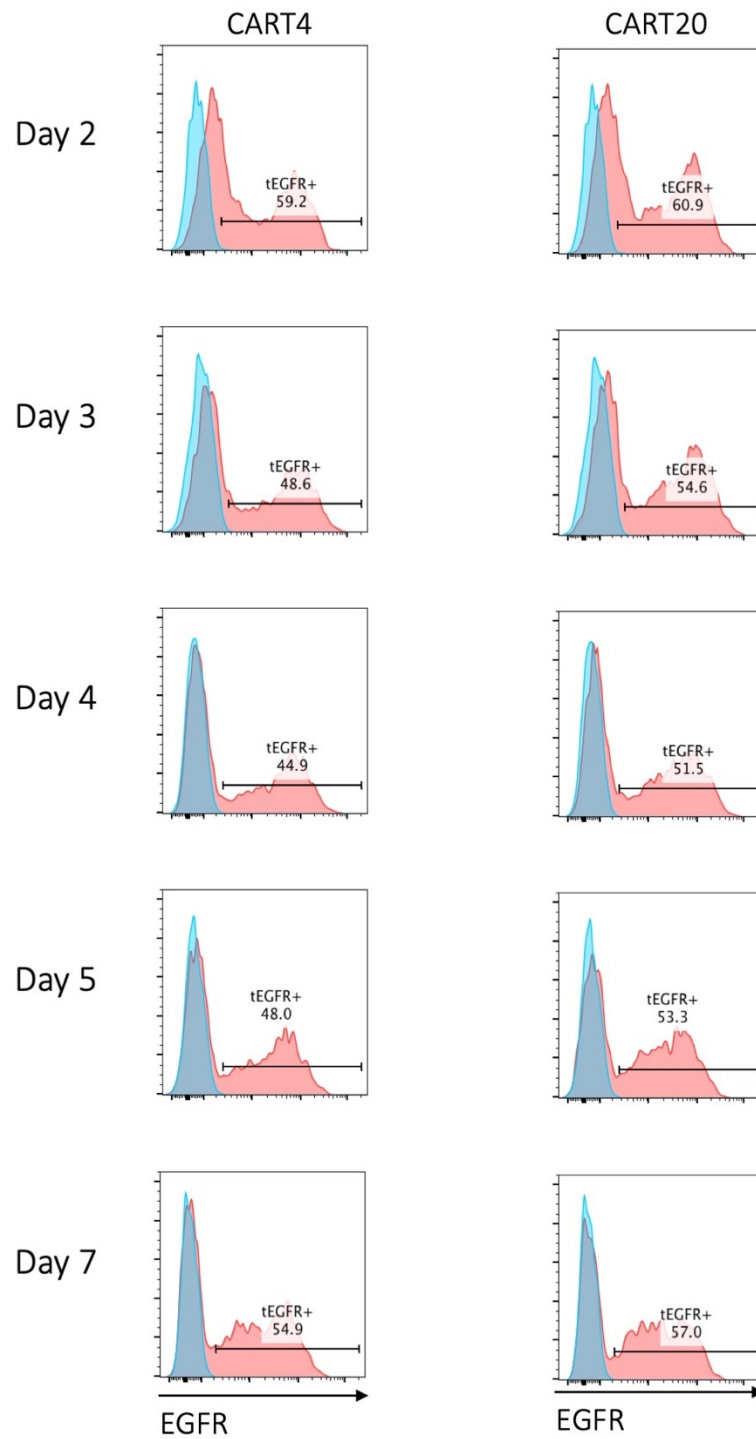 CART4 CART20
Day 2
tEGFR+
59.2
tEGFR+
60.9
Day 3
tEGFR+
48.6
tEGFR+
54.6
Day 4
tEGFR+
44.9
tEGFR+
51.5
Day 5
tEGFR+
48.0
tEGFR+
53.3
Day 7
tEGFR+
54.9
tEGFR+
57.0
EGFR EGFR